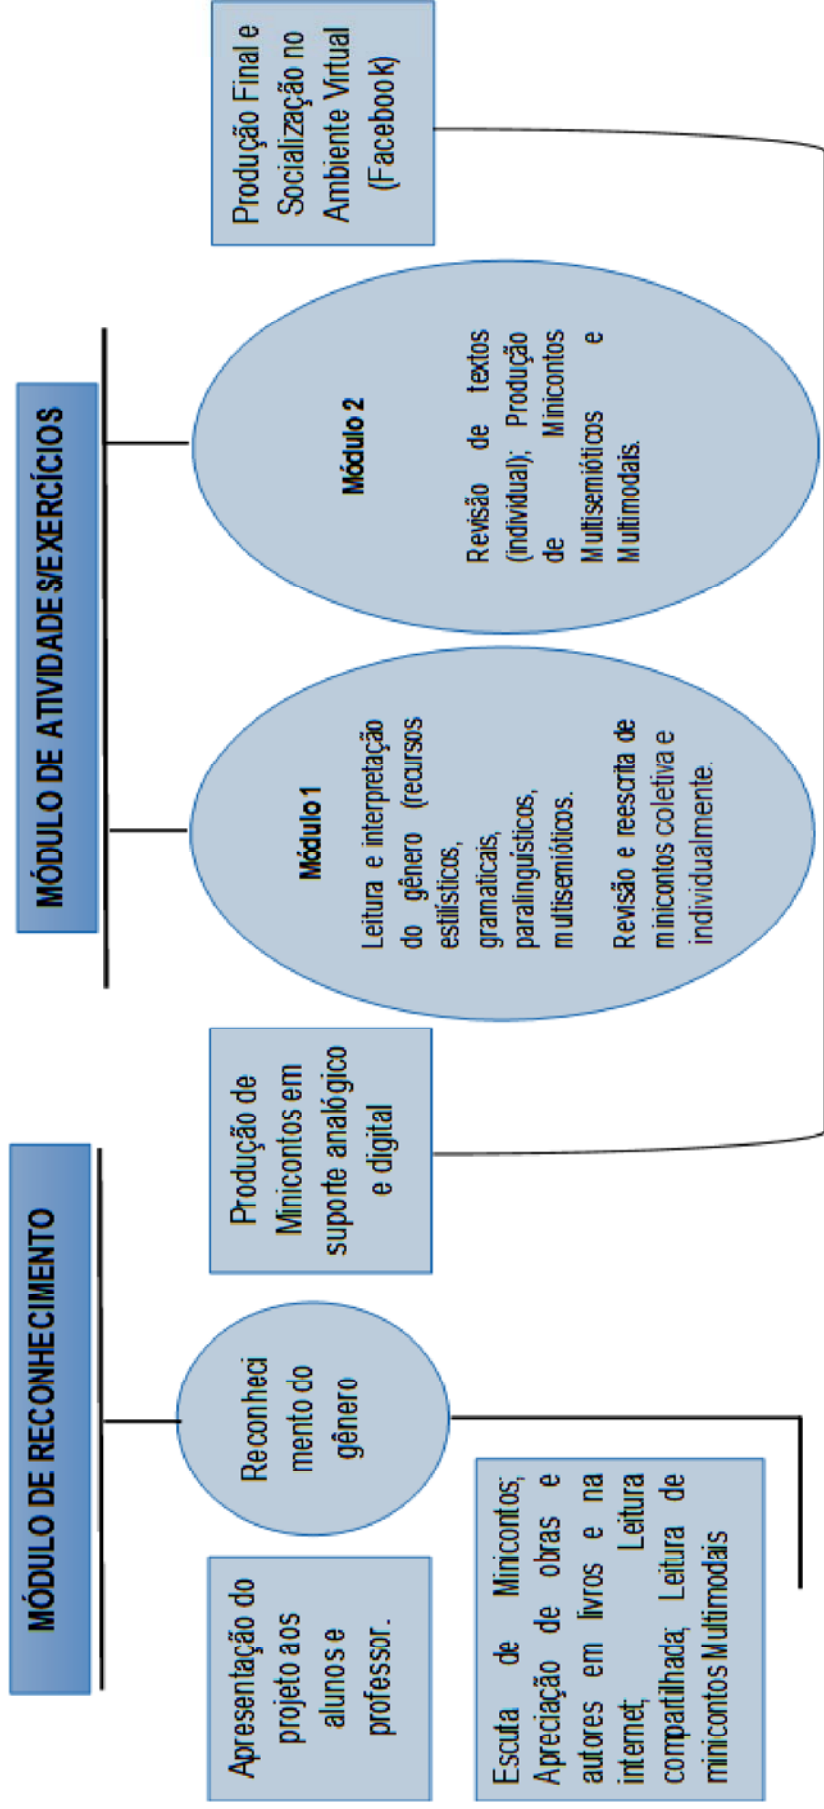 MÓDULO DE RECONHECIMENTO
Apresentação do
projeto aos
alunos e
professor.
Reconheci
mento do
gênero
Escuta de Minicontos;
Apreciação de obras e
autores em livros e na
internet; Leitura
compartilhada; Leitura de
minicontos Multimodais
Produção de
Minicontos em
suporte analógico
e digital
MÓDULO DE ATIVIDADES/EXERCÍCIOS
Módulo 1
Leitura e interpretação
do gênero (recursos
estilísticos,
gramaticais,
paralinguísticos,
multisemióticos.
Revisão e reescrita de
minicontos coletiva e
individualmente.
Módulo 2
Revisão de textos
(individual); Produção
de Minicontos
Multisemióticos e
Multimodais.
Produção Final e
Socialização no
Ambiente Virtual
(Facebook)